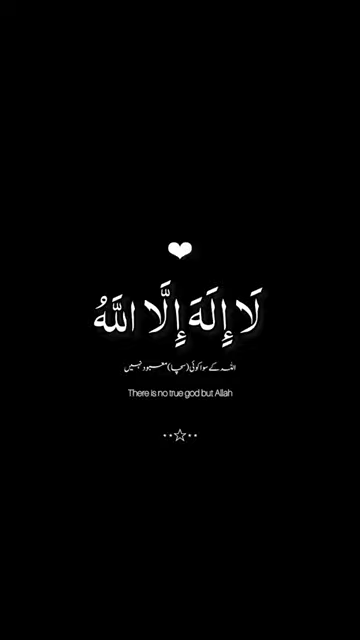 لَا إِلَهَ إِلَّا اللَّهُ
اللہ کے سوا کوئی (سچا) معبود نہیں
There is no true god but Allah